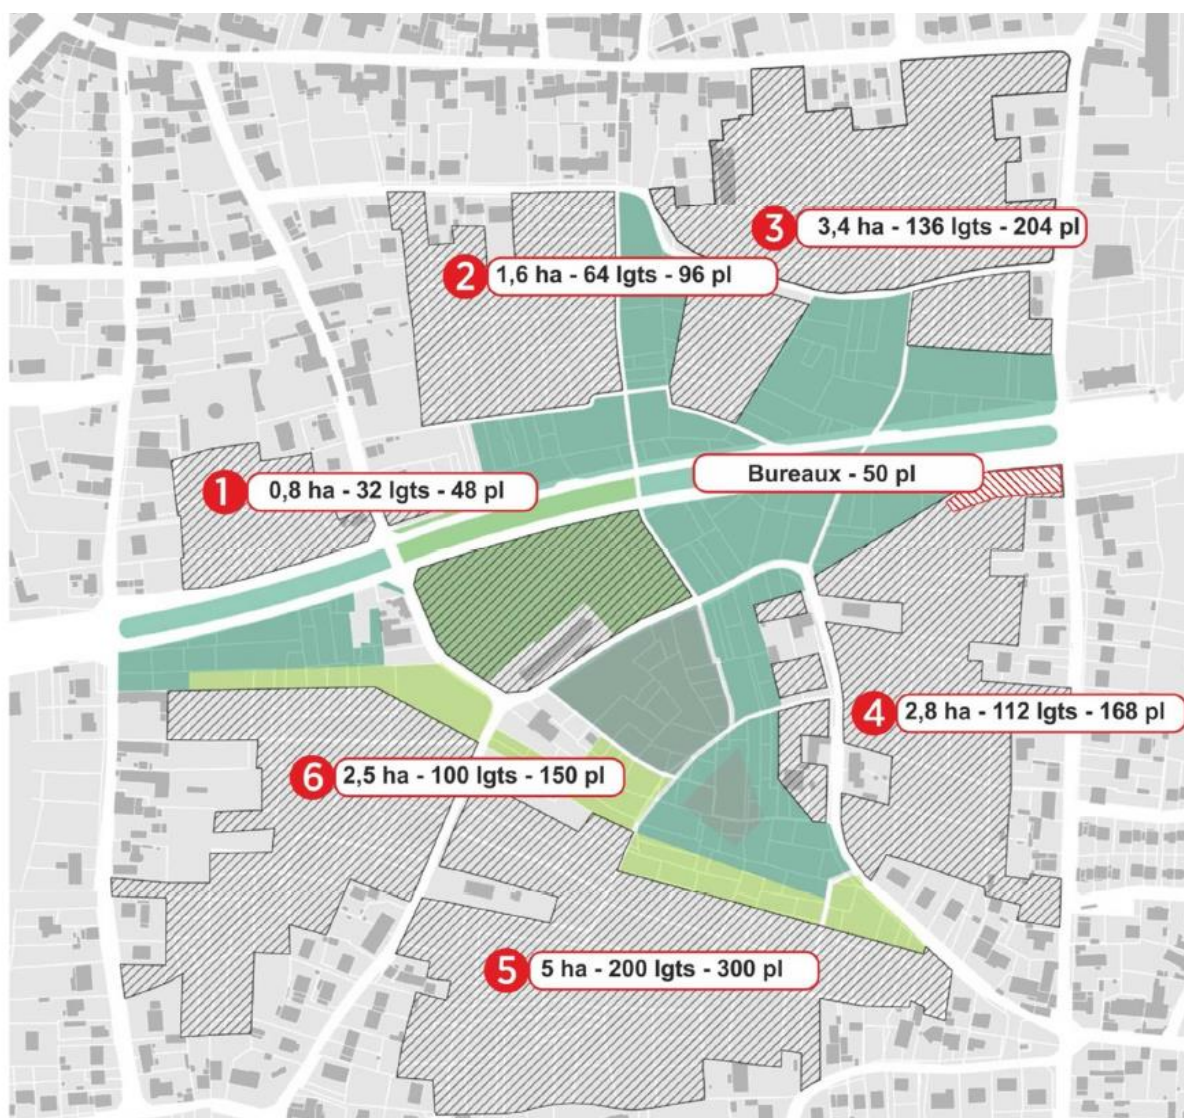 3 3,4 ha - 136 lgts - 204 pl
2 1,6 ha - 64 lgts - 96 pl
Bureaux - 50 pl
1 0,8 ha - 32 lgts - 48 pl
4 2,8 ha - 112 lgts - 168 pl
6 2,5 ha - 100 lgts - 150 pl
5 5 ha - 200 lgts - 300 pl